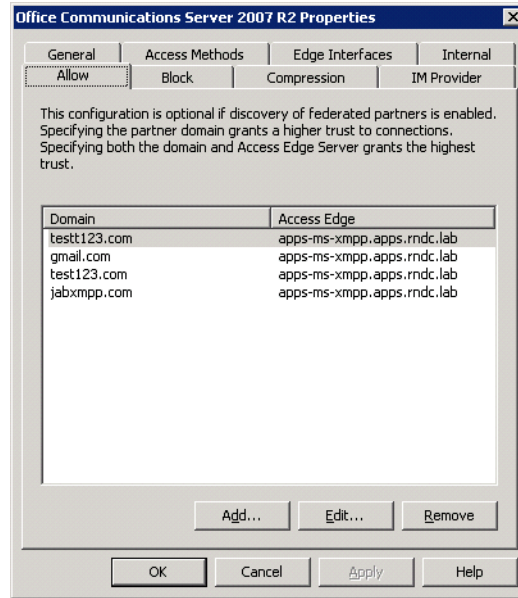 Office Communications Server 2007 R2 Properties
General Access Methods Edge Interfaces Internal
Allow Block Compression IM Provider
This configuration is optional if discovery of federated partners is enabled.
Specifying the partner domain grants a higher trust to connections.
Specifying both the domain and Access Edge Server grants the highest
trust.
Domain Access Edge
testt123.com apps-ms-xmpp.apps.rndc.lab
gmail.com apps-ms-xmpp.apps.rndc.lab
test123.com apps-ms-xmpp.apps.rndc.lab
jabxmpp.com apps-ms-xmpp.apps.rndc.lab
Add... Edit... Remove
OK Cancel Apply Help